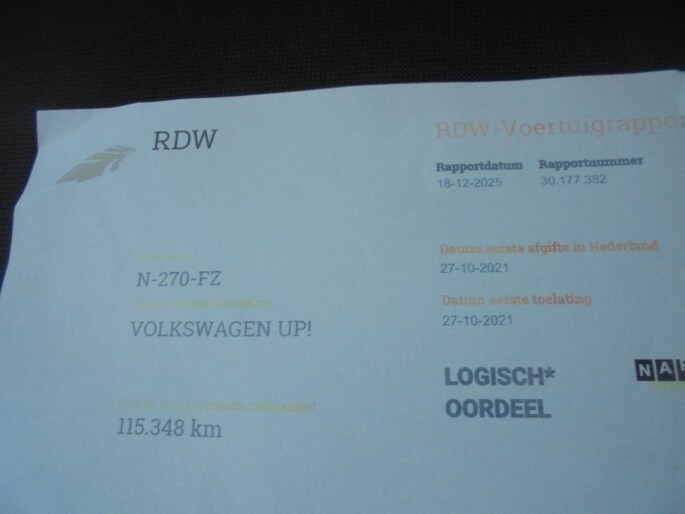 RDW
RDW-Voertuigrappor
Rapportdatum Rapportnummer
18-12-2025 30.177.382
N-270-FZ
VOLKSWAGEN UP!
115.348 km
Datum eerste afgifte in Nederland
27-10-2021
Datum eerste toelating
27-10-2021
LOGISCH*
OORDEEL
NA